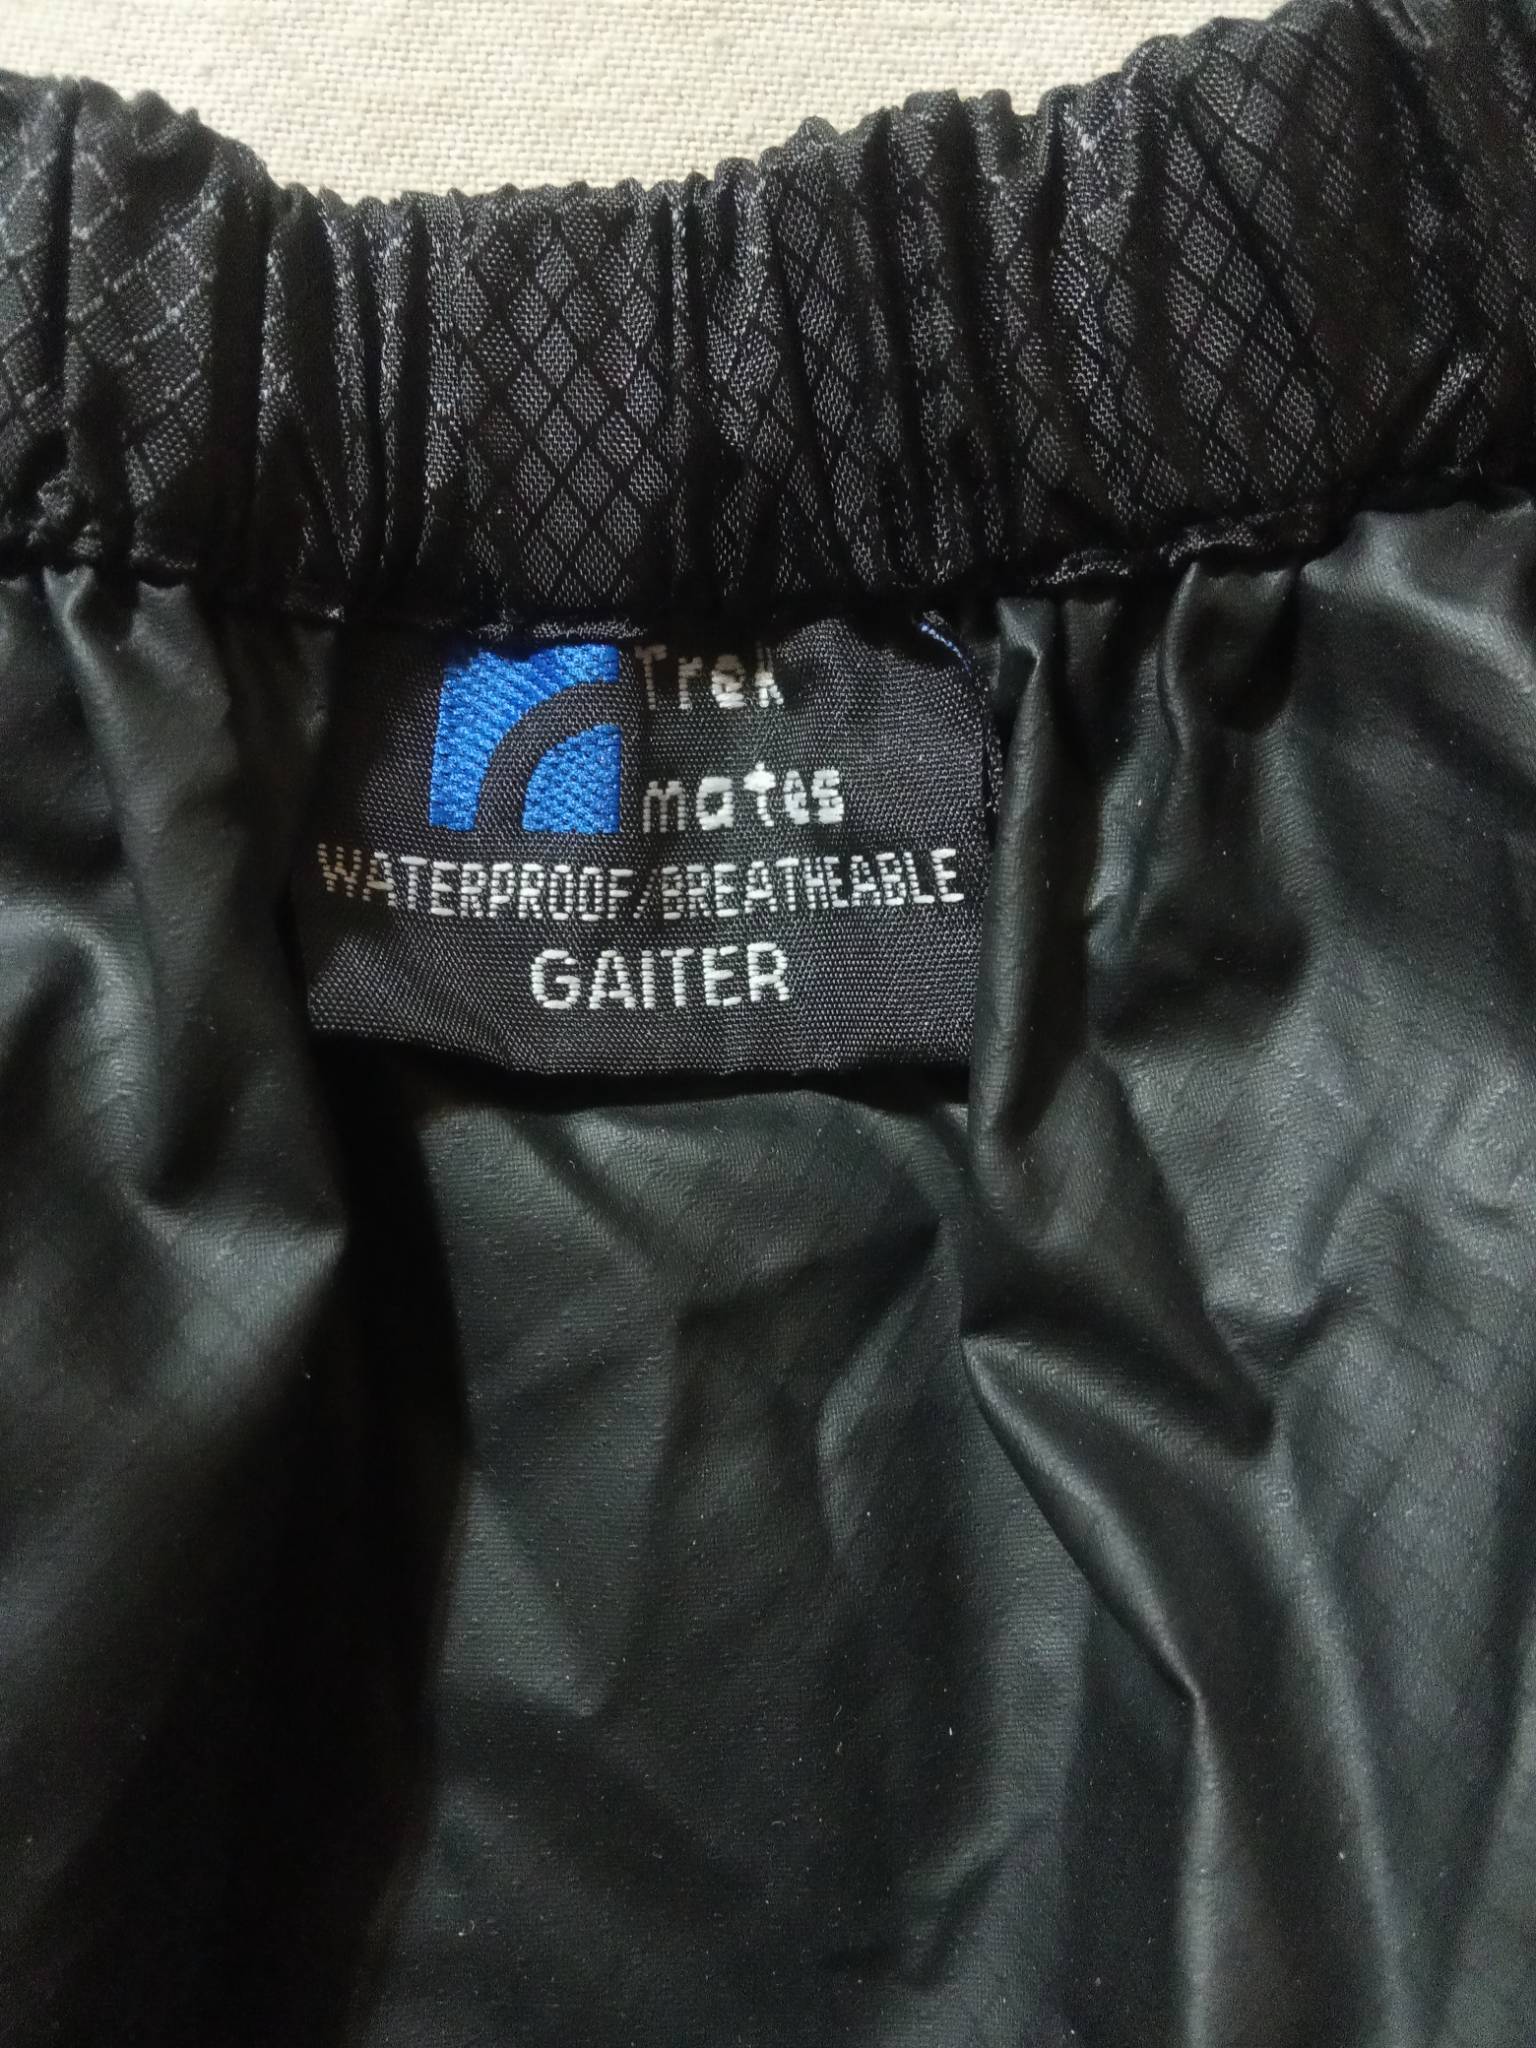 Trek
mates
WATERPROOF/BREATHEABLE
GAITER